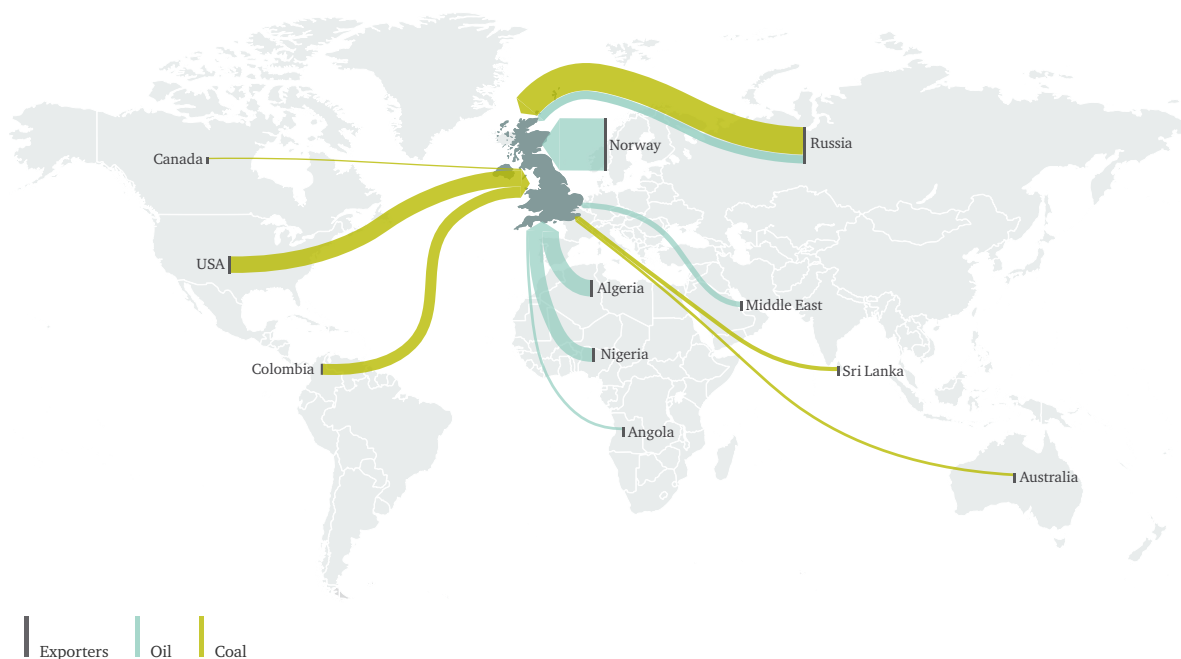 Russia
Norway
Canada
USA
Algeria
Middle East
Nigeria
Colombia
Sri Lanka
Angola
Australia
Exporters
Oil
Coal